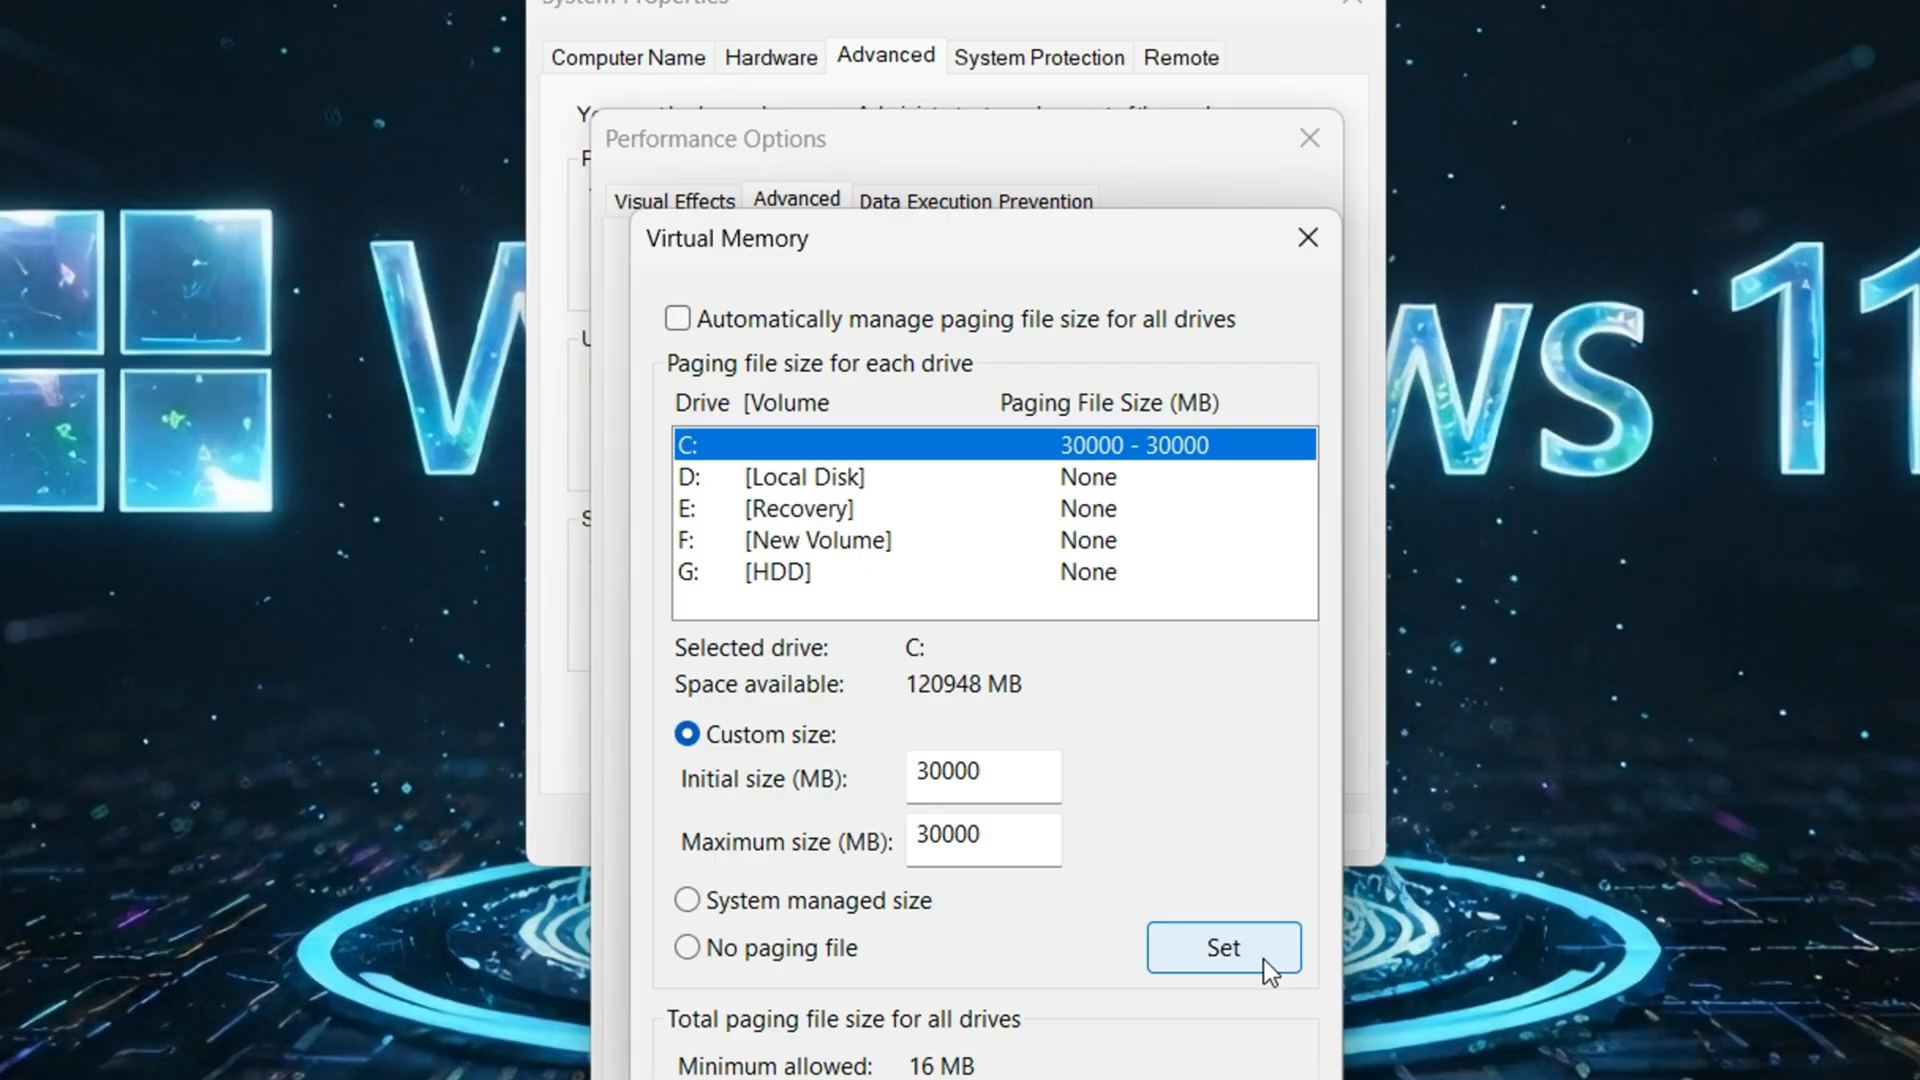 System Properties
Computer Name Hardware Advanced System Protection Remote
Performance Options
Visual Effects Advanced Data Execution Prevention
Virtual Memory
Automatically manage paging file size for all drives
Paging file size for each drive
Drive [Volume Paging File Size (MB)
C: 30000 - 30000
D: [Local Disk] None
E: [Recovery] None
F: [New Volume] None
G: [HDD] None
Selected drive: C:
Space available: 120948 MB
Custom size:
Initial size (MB): 30000
Maximum size (MB): 30000
System managed size
No paging file
Set
Total paging file size for all drives
Minimum allowed: 16 MB
W ws 11